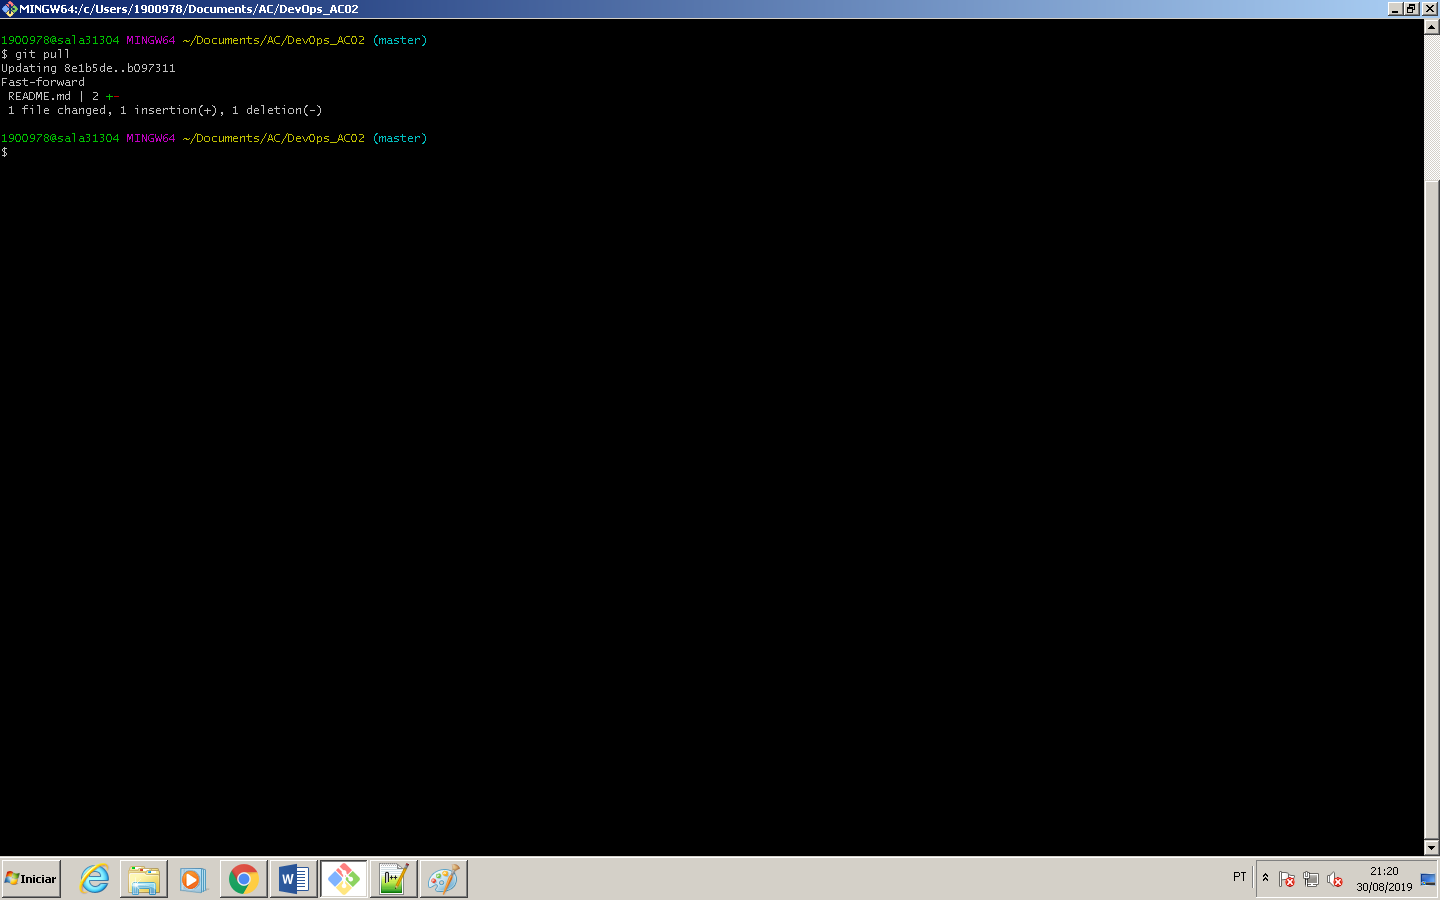 MINGW64:/c/Users/1900978/Documents/AC/DevOps_AC02
1900978@sala31304 MINGW64 ~/Documents/AC/DevOps_AC02 (master)
$ git pull
Updating 8e1b5de..b097311
Fast-forward
 README.md | 2 +-
 1 file changed, 1 insertion(+), 1 deletion(-)
1900978@sala31304 MINGW64 ~/Documents/AC/DevOps_AC02 (master)
$
Iniciar
PT
21:20
30/08/2019